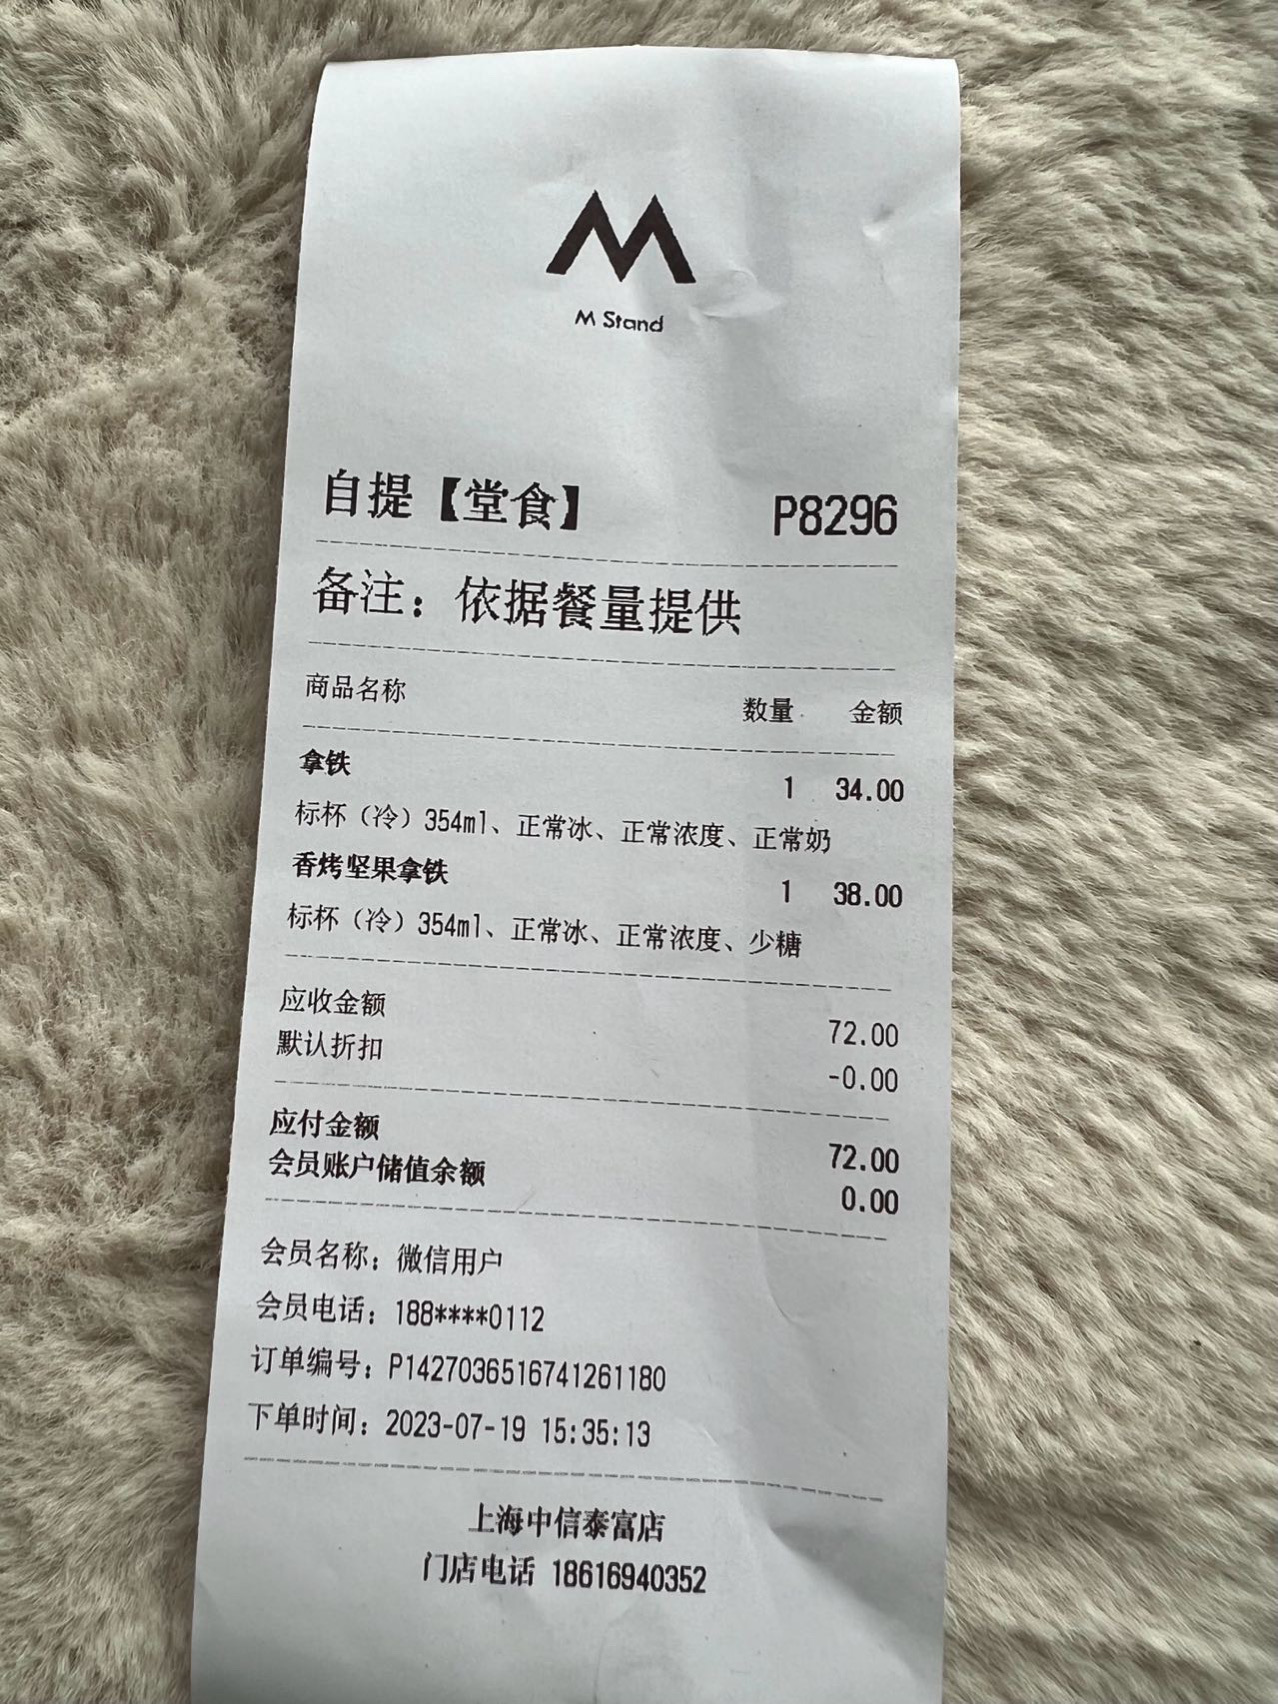 M Stand
自提【堂食】 P8296
备注：依据餐量提供
商品名称 数量 金额
拿铁 1 34.00
标杯（冷）354ml、正常冰、正常浓度、正常奶
香烤坚果拿铁 1 38.00
标杯（冷）354ml、正常冰、正常浓度、少糖
应收金额 72.00
默认折扣 -0.00
应付金额 72.00
会员账户储值余额 0.00
会员名称：微信用户
会员电话：188****0112
订单编号：P1427036516741261180
下单时间：2023-07-19 15:35:13
上海中信泰富店
门店电话 18616940352